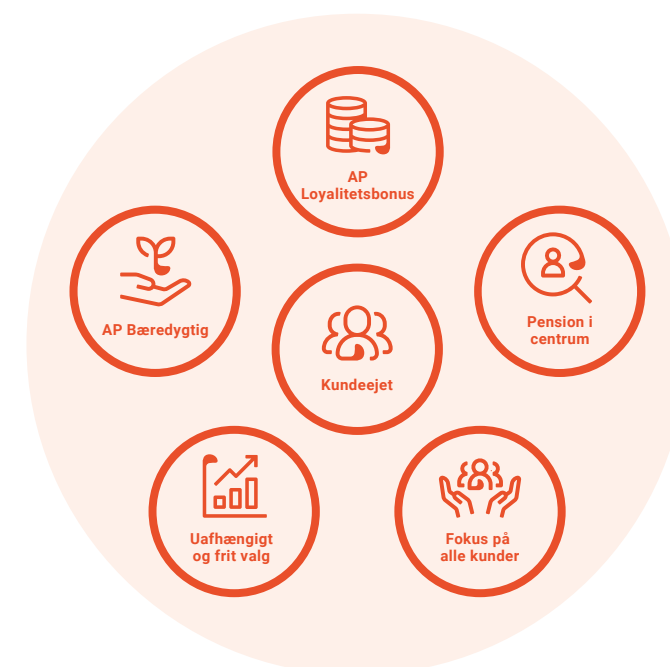 AP
Loyalitetsbonus
AP Bæredygtig
Pension i
centrum
Kundeejet
Uafhængigt
og frit valg
Fokus på
alle kunder